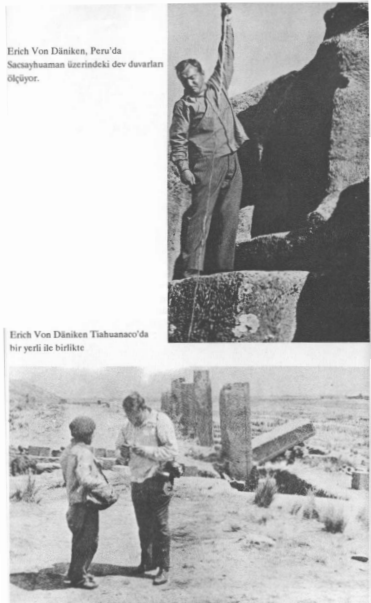 Erich Von Däniken, Peru'da
Sacsayhuaman üzerindeki dev duvarları
ölçüyor.
Erich Von Däniken Tiahuanaco'da
bir yerli ile birlikte